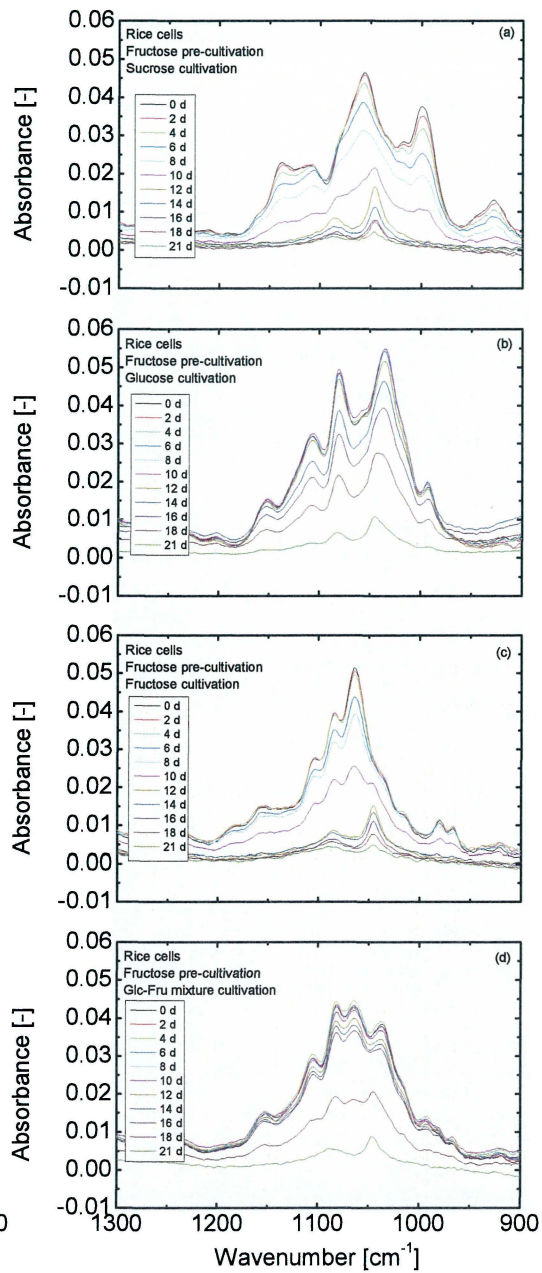 0.06
0.05
0.04
0.03
0.02
0.01
0.00
-0.01
Absorbance [-]
Rice cells
Fructose pre-cultivation
Sucrose cultivation
(a)
0 d
2 d
4 d
6 d
8 d
10 d
12 d
14 d
16 d
18 d
21 d
0.06
0.05
0.04
0.03
0.02
0.01
0.00
-0.01
Absorbance [-]
Rice cells
Fructose pre-cultivation
Glucose cultivation
(b)
0 d
2 d
4 d
6 d
8 d
10 d
12 d
14 d
16 d
18 d
21 d
0.06
0.05
0.04
0.03
0.02
0.01
0.00
-0.01
Absorbance [-]
Rice cells
Fructose pre-cultivation
Fructose cultivation
(c)
0 d
2 d
4 d
6 d
8 d
10 d
12 d
14 d
16 d
18 d
21 d
0.06
0.05
0.04
0.03
0.02
0.01
0.00
-0.01
Absorbance [-]
Rice cells
Fructose pre-cultivation
Glc-Fru mixture cultivation
(d)
0 d
2 d
4 d
6 d
8 d
10 d
12 d
14 d
16 d
18 d
21 d
0
1300 1200 1100 1000 900
Wavenumber [cm⁻¹]